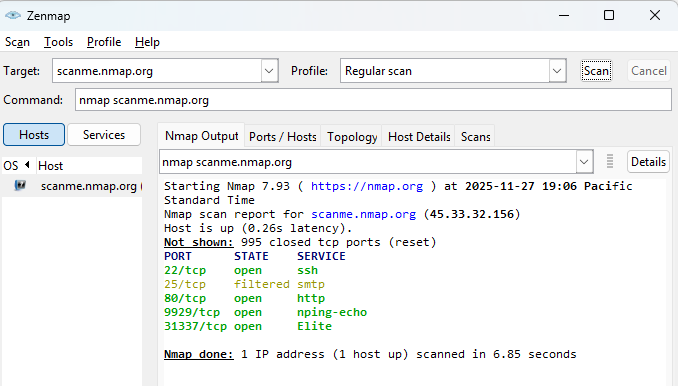 Zenmap
Scan Tools Profile Help
Target: scanme.nmap.org Profile: Regular scan Scan Cancel
Command: nmap scanme.nmap.org
Hosts Services
OS Host
scanme.nmap.org (
Nmap Output Ports / Hosts Topology Host Details Scans
nmap scanme.nmap.org Details
Starting Nmap 7.93 ( https://nmap.org ) at 2025-11-27 19:06 Pacific
Standard Time
Nmap scan report for scanme.nmap.org (45.33.32.156)
Host is up (0.26s latency).
Not shown: 995 closed tcp ports (reset)
PORT STATE SERVICE
22/tcp open ssh
25/tcp filtered smtp
80/tcp open http
9929/tcp open nping-echo
31337/tcp open Elite
Nmap done: 1 IP address (1 host up) scanned in 6.85 seconds